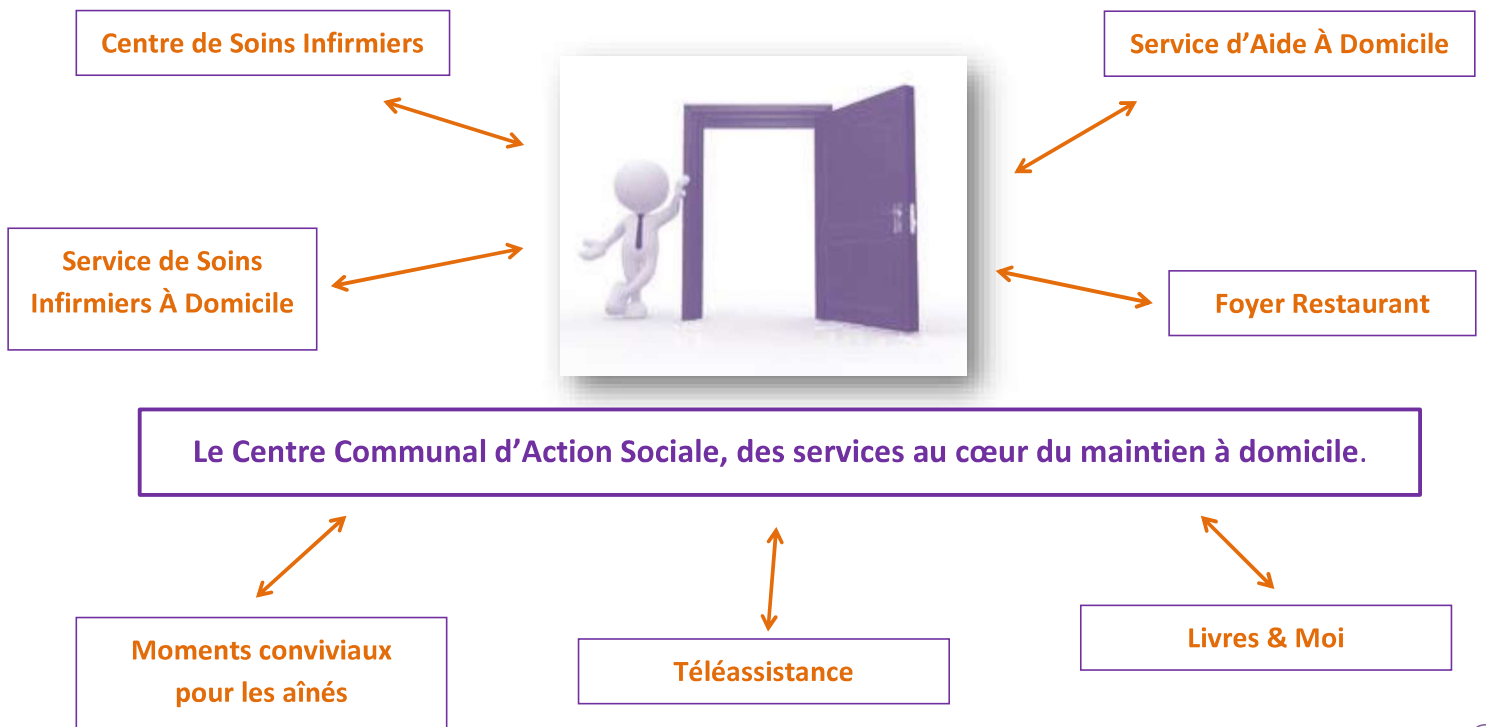 Centre de Soins Infirmiers
Service d’Aide À Domicile
Service de Soins
Infirmiers À Domicile
Foyer Restaurant
Le Centre Communal d’Action Sociale, des services au cœur du maintien à domicile.
Moments conviviaux
pour les aînés
Téléassistance
Livres & Moi